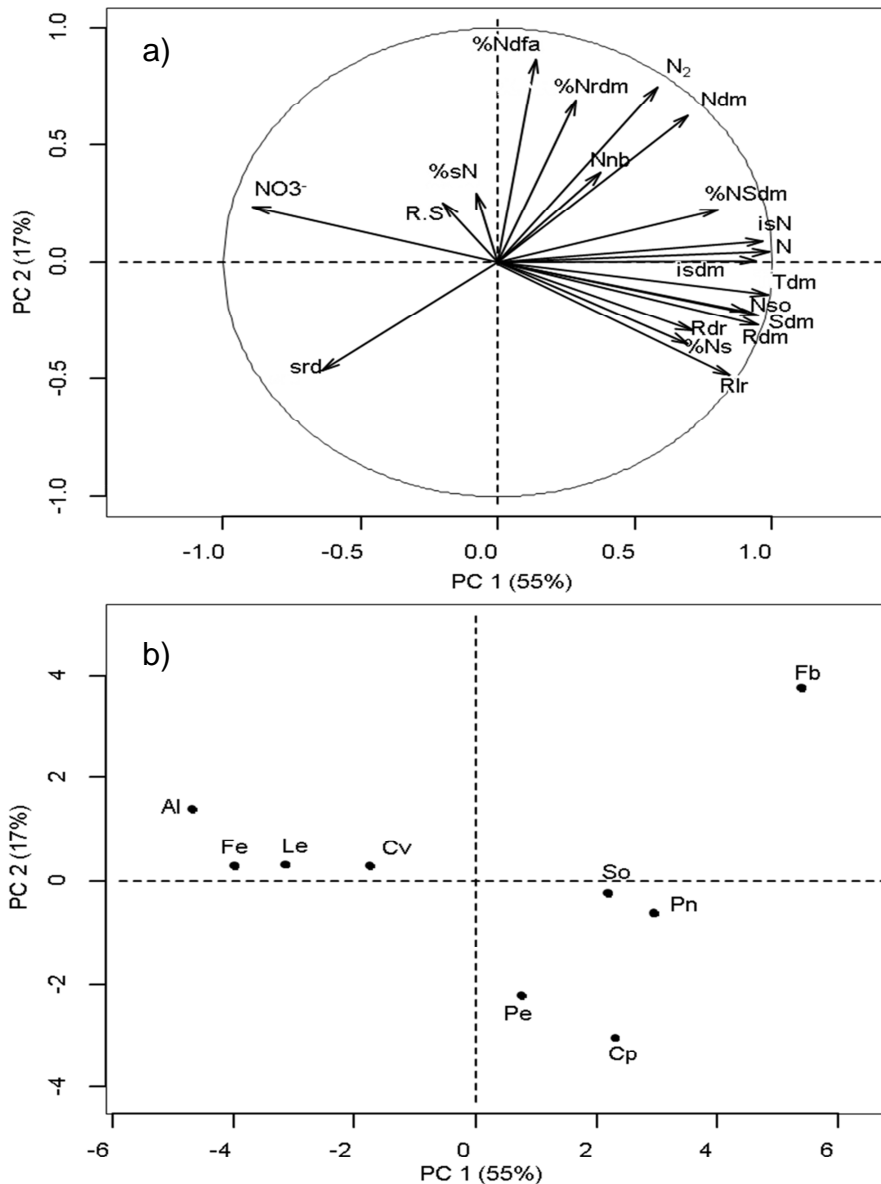 a)
1.0
%Ndfa
N₂
%Nrdm
Ndm
0.5
Nnb
%sN
NO3⁻
%NSdm
R.S
isN
N
PC 2 (17%)
0.0
isdm
Tdm
Nso
Rdr
Sdm
%Ns
Rdm
srd
Rlr
-0.5
-1.0
-1.0 -0.5 0.0 0.5 1.0
PC 1 (55%)
b)
4
Fb
PC 2 (17%)
2
Al
Fe Le Cv
So
0
Pn
-2
Pe
Cp
-4
-6 -4 -2 0 2 4 6
PC 1 (55%)